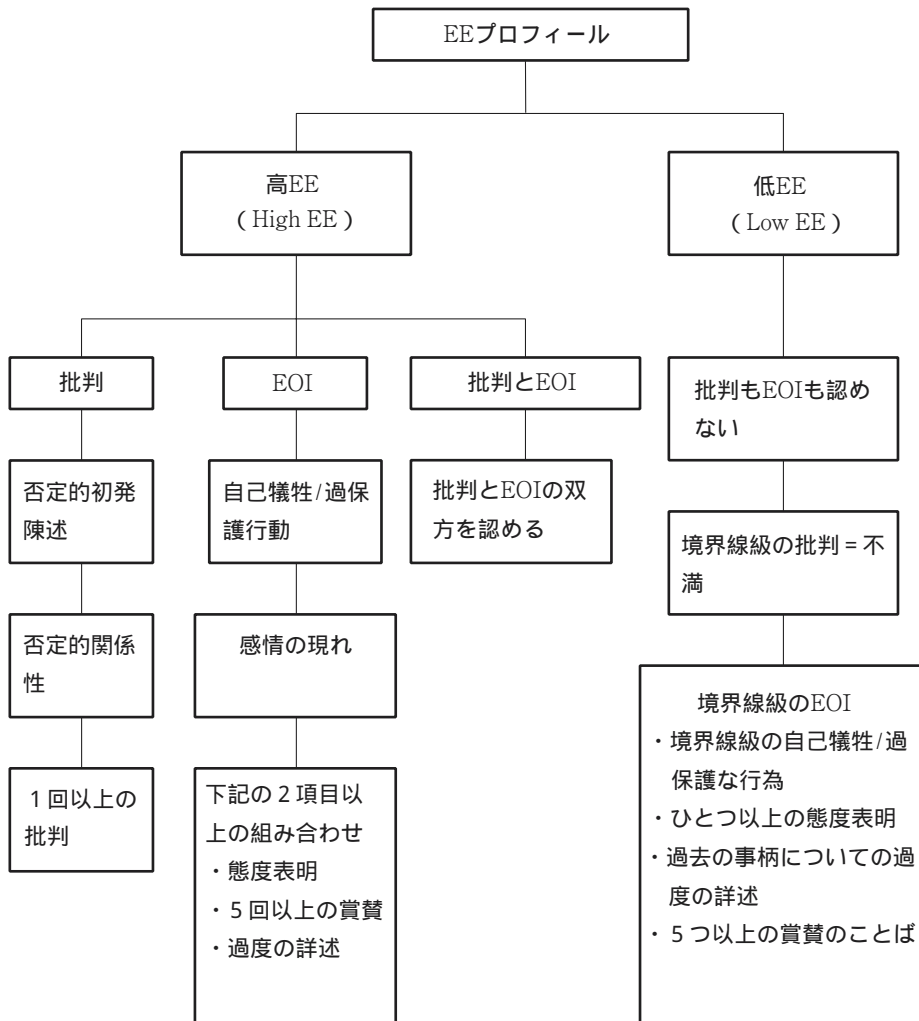 EEプロフィール
高EE
( High EE )
低EE
( Low EE )
批判
EOI
批判とEOI
批判もEOIも認め
ない
否定的初発
陳述
自己犠牲/過保
護行動
批判とEOIの双
方を認める
境界線級の批判 = 不
満
否定的関係
性
感情の現れ
境界線級のEOI
・境界線級の自己犠牲/過
保護な行為
・ひとつ以上の態度表明
・過去の事柄についての過
度の詳述
・5つ以上の賞賛のことば
1回以上の
批判
下記の2項目以
上の組み合わせ
・態度表明
・5回以上の賞賛
・過度の詳述